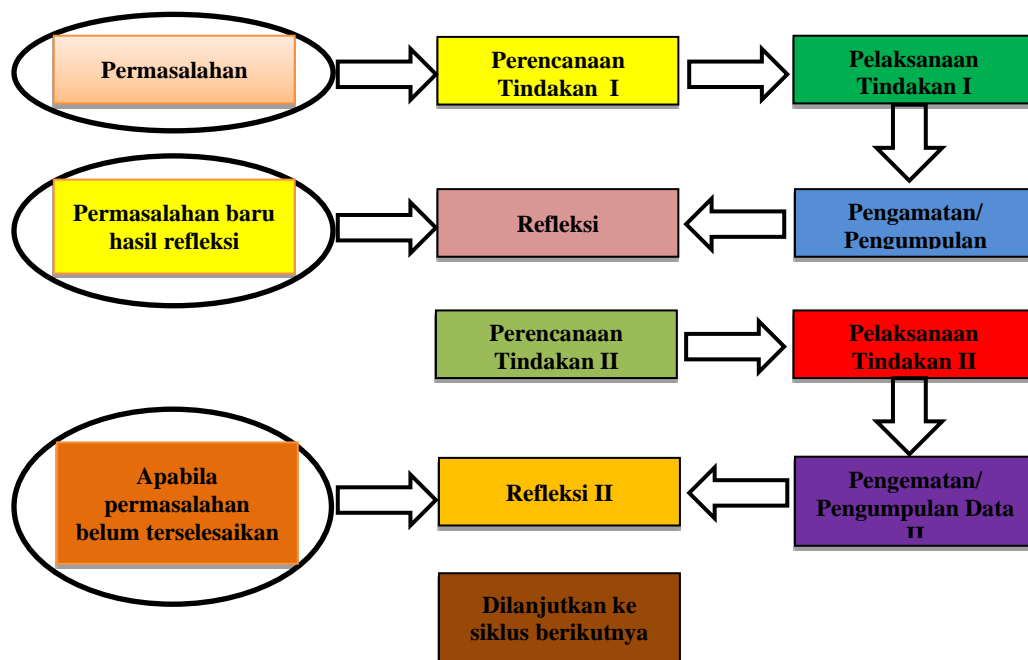 Permasalahan
Perencanaan
Tindakan I
Pelaksanaan
Tindakan I
Permasalahan baru
hasil refleksi
Refleksi
Pengamatan/
Pengumpulan
Perencanaan
Tindakan II
Pelaksanaan
Tindakan II
Apabila
permasalahan
belum terselesaikan
Refleksi II
Pengematan/
Pengumpulan Data
II
Dilanjutkan ke
siklus berikutnya